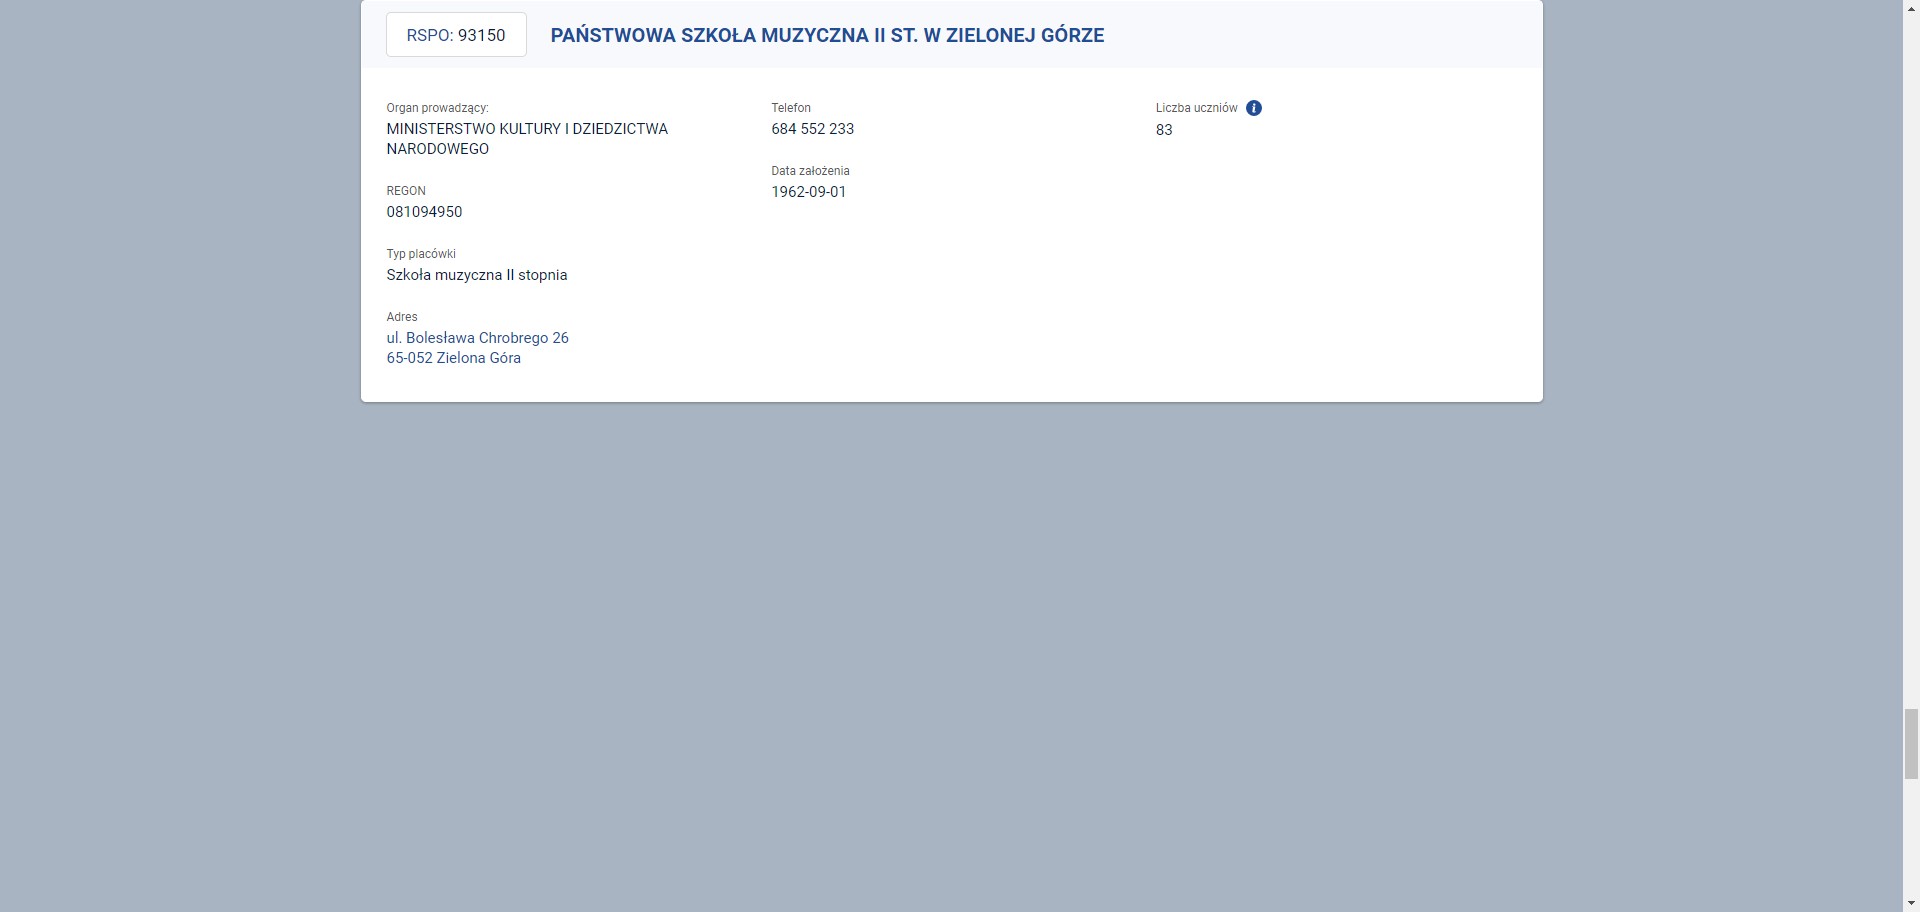 RSPO: 93150
PAŃSTWOWA SZKOŁA MUZYCZNA II ST. W ZIELONEJ GÓRZE
Organ prowadzący:
MINISTERSTWO KULTURY I DZIEDZICTWA
NARODOWEGO
REGON
081094950
Typ placówki
Szkoła muzyczna II stopnia
Adres
ul. Bolesława Chrobrego 26
65-052 Zielona Góra
Telefon
684 552 233
Data założenia
1962-09-01
Liczba uczniów i
83